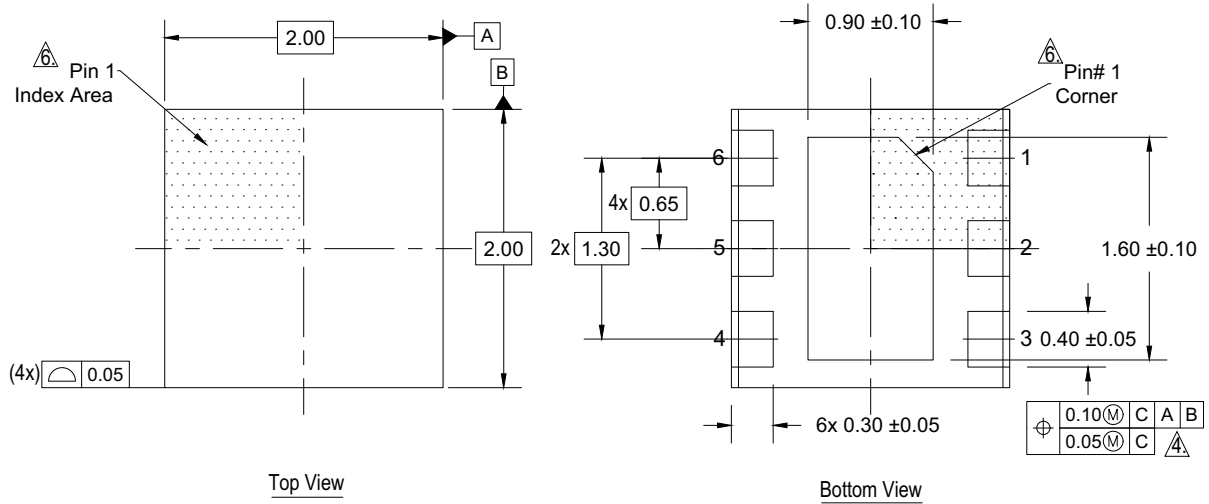 2.00
A
B
6.
Pin 1
Index Area
2.00
(4x) 0.05
Top View
0.90 ±0.10
6.
Pin# 1
Corner
6
1
4x 0.65
5
2
2x 1.30
1.60 ±0.10
4
3
0.40 ±0.05
6x 0.30 ±0.05
0.10 Ⓜ C A B
0.05 Ⓜ C
4.
Bottom View